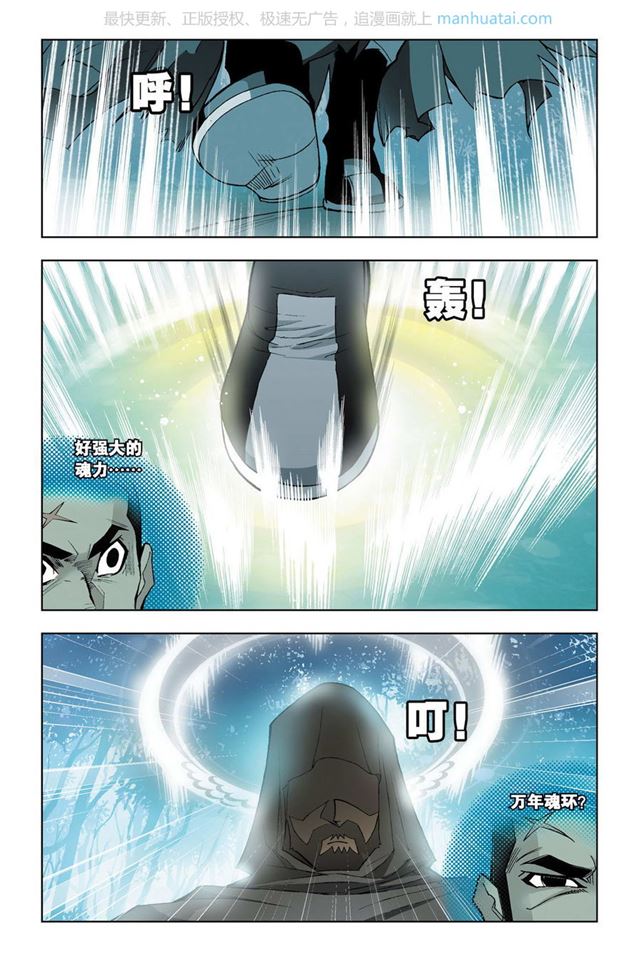 最快更新、正版授权、极速无广告，追漫画就上 manhuatai.com
呼！
轰！
好强大的
魂力……
叮！
万年魂环？